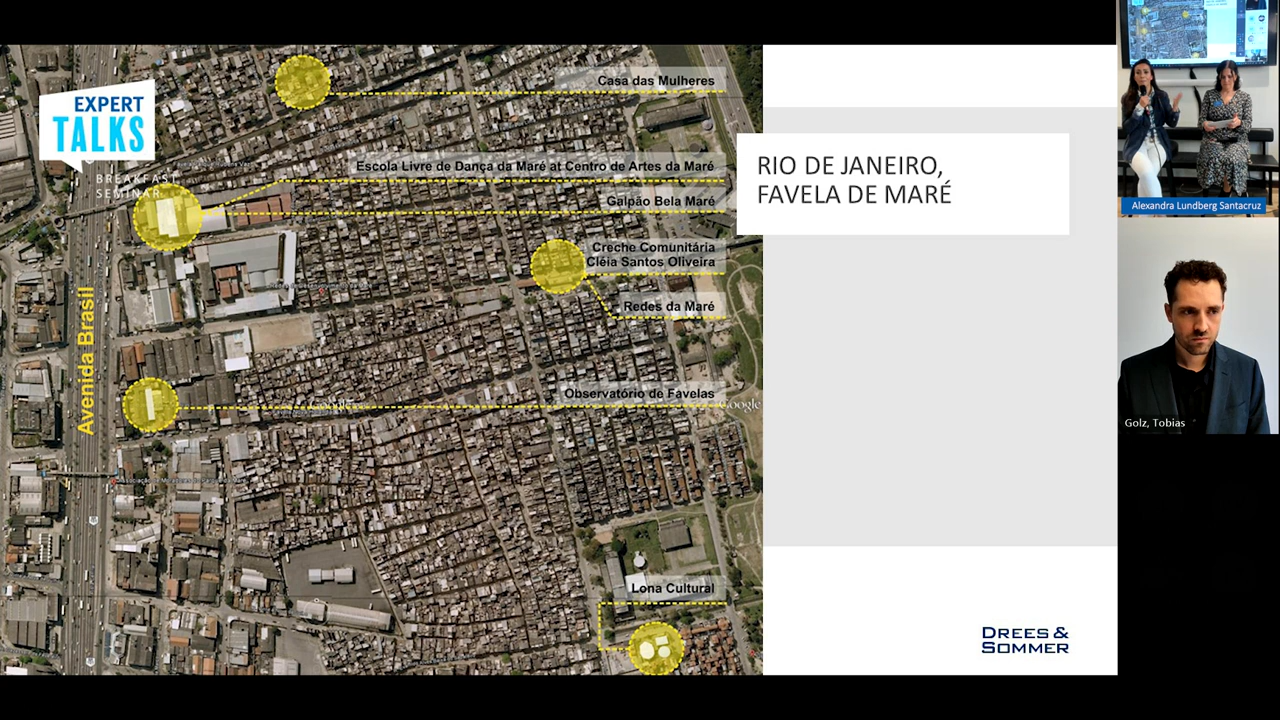 EXPERT
TALKS
BREAKFAST
SEMINAR
Casa das Mulheres
Escola Livre de Dança da Maré at Centro de Artes da Maré
Galpão Bela Maré
Creche Comunitária
Cléia Santos Oliveira
Redes da Maré
Observatório de Favelas
Lona Cultural
Avenida Brasil
Google
Google
RIO DE JANEIRO,
FAVELA DE MARÉ
DREES &
SOMMER
Alexandra Lundberg Santacruz
Golz, Tobias